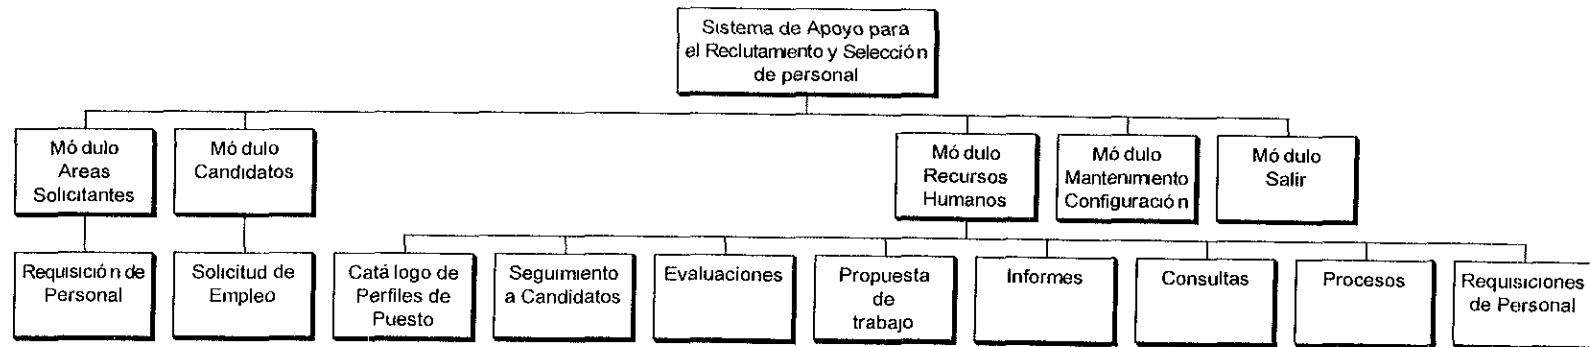 Sistema de Apoyo para
el Reclutamiento y Selección
de personal
Módulo
Areas
Solicitantes
Módulo
Candidatos
Módulo
Recursos
Humanos
Módulo
Mantenimiento
Configuración
Módulo
Salir
Requisición de
Personal
Solicitud de
Empleo
Catálogo de
Perfiles de
Puesto
Seguimiento
a Candidatos
Evaluaciones
Propuesta
de
trabajo
Informes
Consultas
Procesos
Requisiciones
de Personal